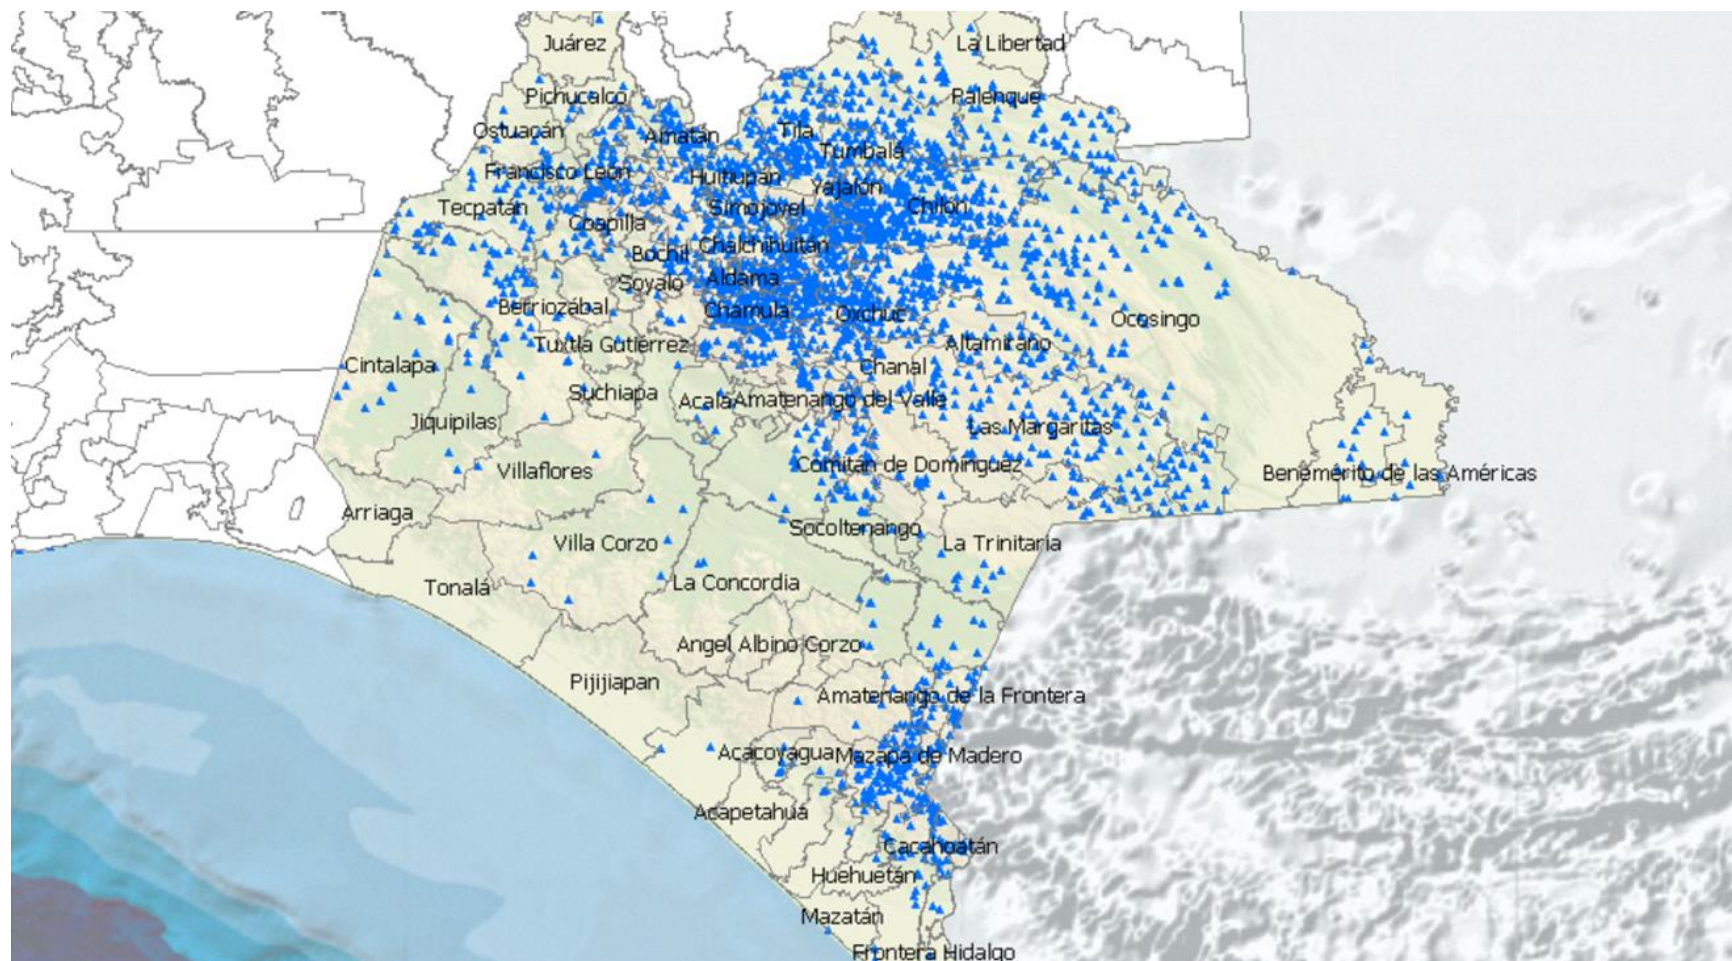 Juárez
La Libertad
Pichucalco
Palenque
Ostuacán
Amatán
Tila
Tumbalá
Francisco León
Huitiupán
Yajalón
Tecpatán
Simojovel
Chilón
Coapilla
Chalchihuitán
Bochil
Aldama
Soyaló
Berriozábal
Chamula
Oxchuc
Ocosingo
Tuxtla Gutiérrez
Altamirano
Cintalapa
Chanal
Suchiapa
Acala
Amatenango del Valle
Jiquipilas
Las Margaritas
Villaflores
Comitán de Domínguez
Benemérito de las Américas
Arriaga
Socoltenango
Villa Corzo
La Trinitaria
Tonalá
La Concordia
Angel Albino Corzo
Pijijiapan
Amatenango de la Frontera
Acacoyagua
Mazapa de Madero
Acapetahua
Cacahoatán
Huehuetán
Mazatán
Frontera Hidalgo